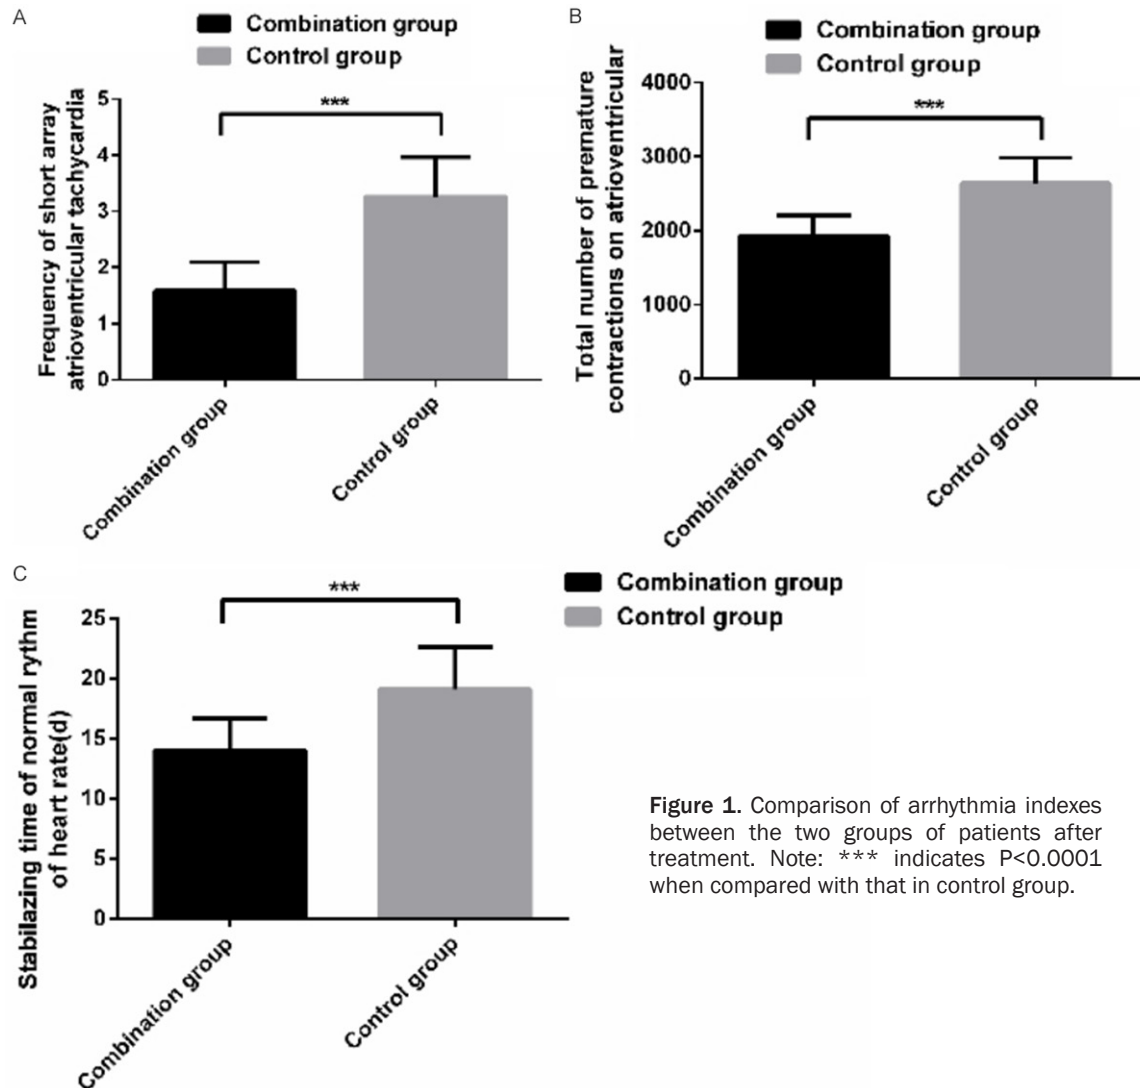 A
Combination group
Control group
Frequency of short array
atrioventricular tachycardia
5
4
3
2
1
0
***
Combination group
Control group
B
Combination group
Control group
Total number of premature
contractions on atrioventricular
4000
3000
2000
1000
0
***
Combination group
Control group
C
Combination group
Control group
Stabilazing time of normal rythm
of heart rate(d)
25
20
15
10
5
0
***
Combination group
Control group
Figure 1. Comparison of arrhythmia indexes
between the two groups of patients after
treatment. Note: *** indicates P<0.0001
when compared with that in control group.